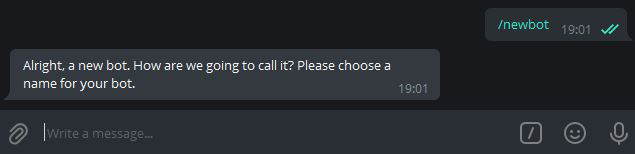 /newbot 19:01
Alright, a new bot. How are we going to call it? Please choose a
name for your bot.
19:01
Write a message...